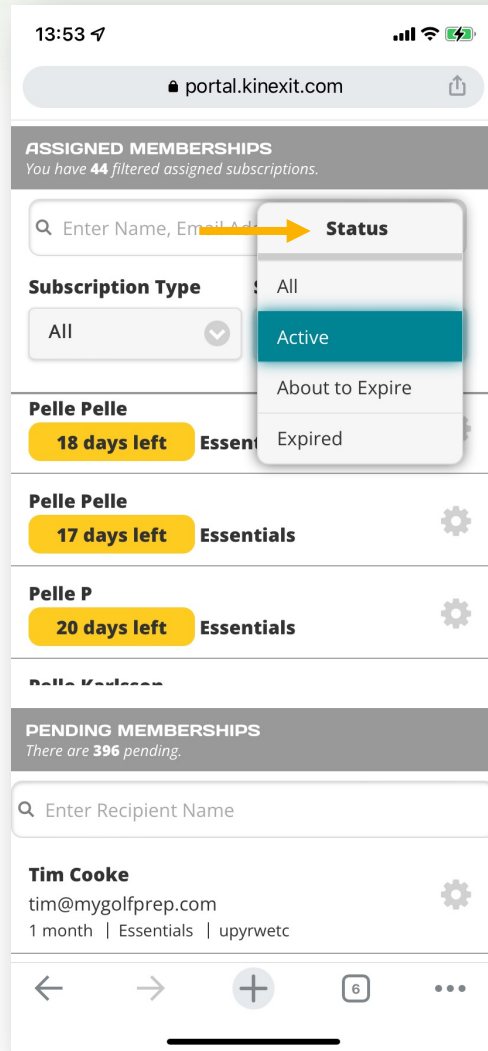 13:53
portal.kinexit.com
ASSIGNED MEMBERSHIPS
You have 44 filtered assigned subscriptions.
Enter Name, Email
Status
Subscription Type
All
All
Active
About to Expire
Expired
Pelle Pelle
18 days left
Pelle Pelle
17 days left Essentials
Pelle P
20 days left Essentials
PENDING MEMBERSHIPS
There are 396 pending.
Enter Recipient Name
Tim Cooke
tim@mygolfprep.com
1 month | Essentials | upyrwetc
6